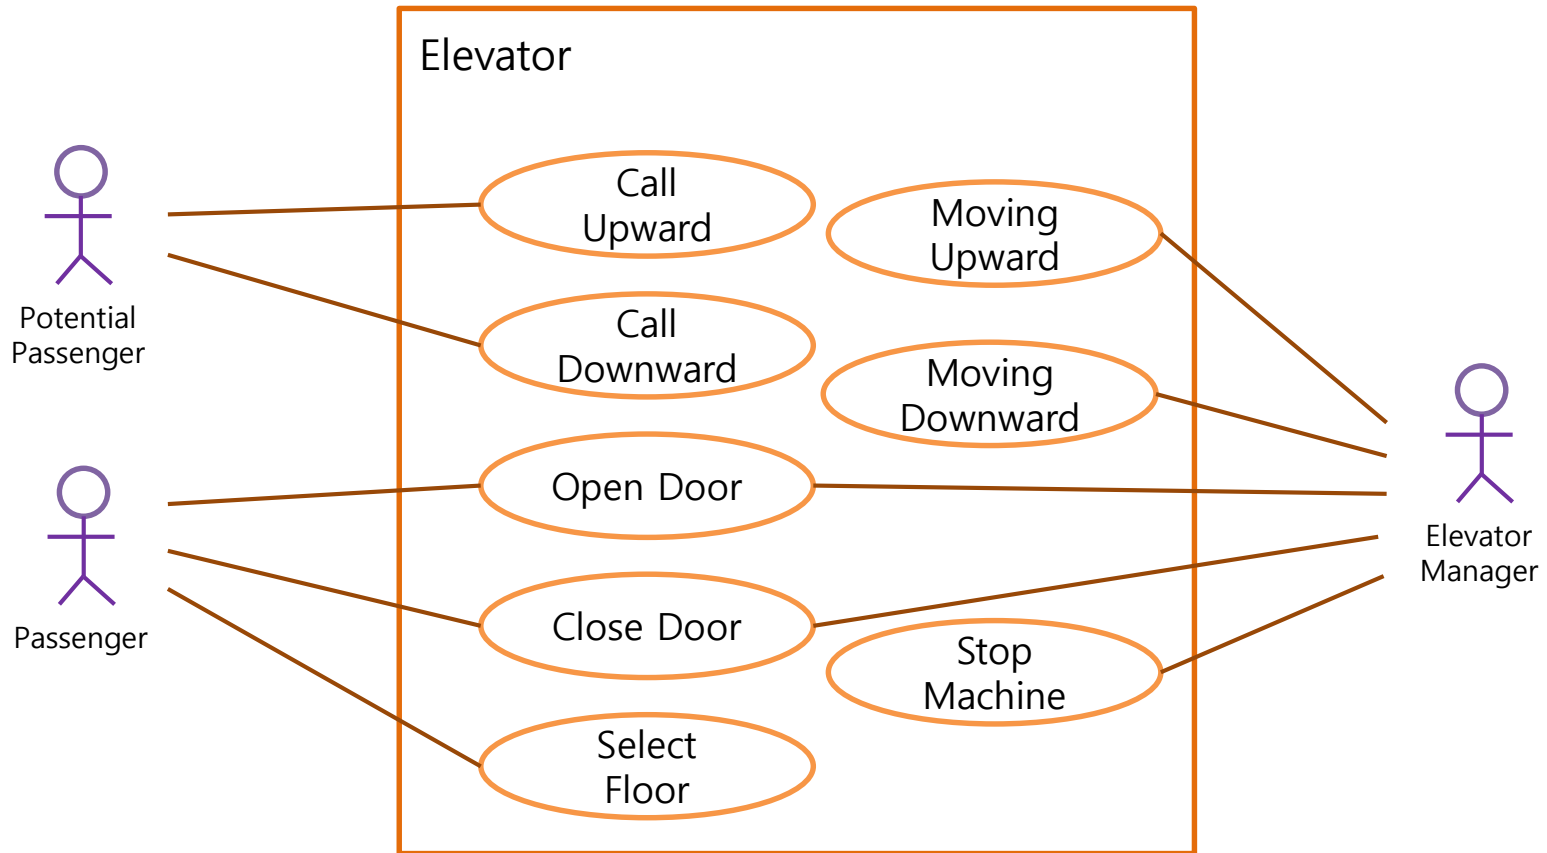 Elevator
Call
Upward
Moving
Upward
Potential
Passenger
Call
Downward
Moving
Downward
Open Door
Elevator
Manager
Passenger
Close Door
Stop
Machine
Select
Floor